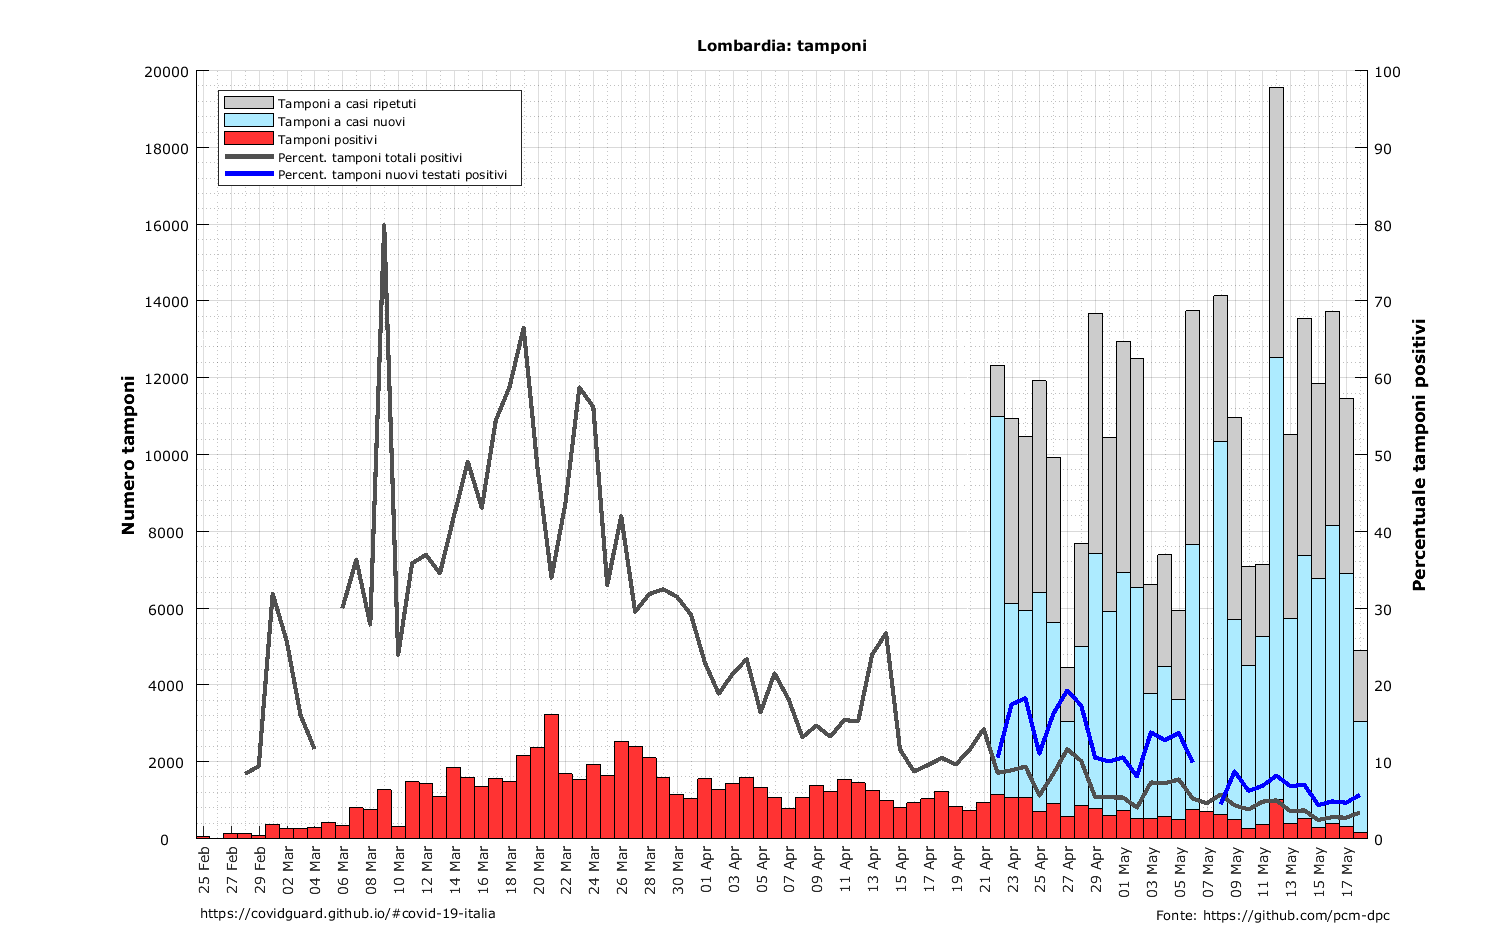 Lombardia: tamponi
20000
18000
16000
14000
12000
10000
8000
6000
4000
2000
0
Numero tamponi
Tamponi a casi ripetuti
Tamponi a casi nuovi
Tamponi positivi
Percent. tamponi totali positivi
Percent. tamponi nuovi testati positivi
100
90
80
70
60
50
40
30
20
10
0
Percentuale tamponi positivi
25 Feb
27 Feb
29 Feb
02 Mar
04 Mar
06 Mar
08 Mar
10 Mar
12 Mar
14 Mar
16 Mar
18 Mar
20 Mar
22 Mar
24 Mar
26 Mar
28 Mar
30 Mar
01 Apr
03 Apr
05 Apr
07 Apr
09 Apr
11 Apr
13 Apr
15 Apr
17 Apr
19 Apr
21 Apr
23 Apr
25 Apr
27 Apr
29 Apr
01 May
03 May
05 May
07 May
09 May
11 May
13 May
15 May
17 May
https://covidguard.github.io/#covid-19-italia
Fonte: https://github.com/pcm-dpc